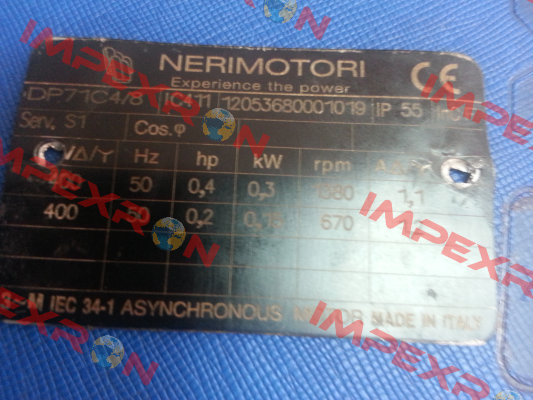 NERIMOTORI
Experience the power
CE
DP71C4/8 IC411 12053680001019 IP 55
Serv. S1 Cos.φ
V∆/Y Hz hp kW rpm
400 50 0,4 0,3 1,1
400 50 0,2 670
IEC 34-1 ASYNCHRONOUS MADE IN ITALY
IMPEXRON
IMPEXRON
IMPEXRON
IMPEXRON
IMPEXRON